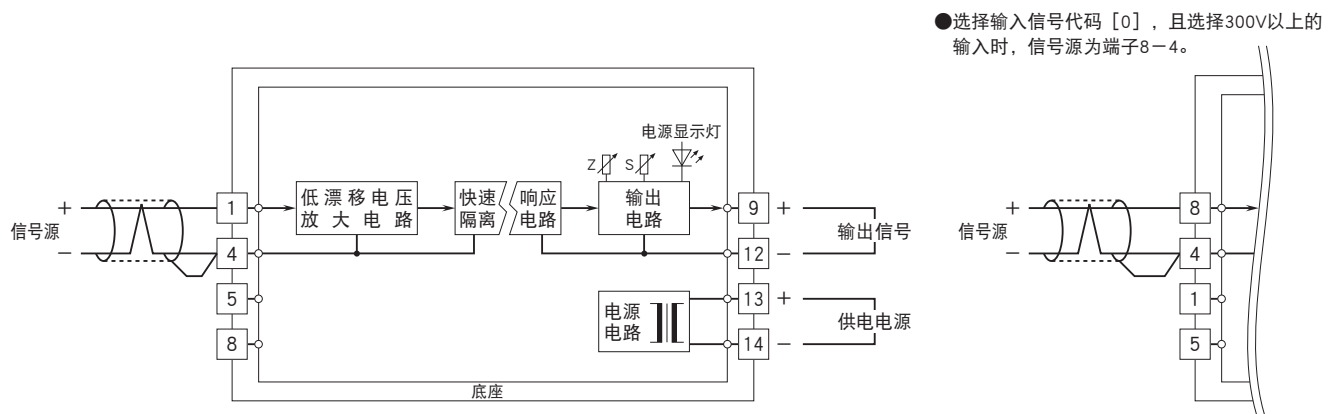 ●选择输入信号代码［0］，且选择300V以上的
输入时，信号源为端子8－4。
电源显示灯
Z
S
低漂移电压
放大电路
快速
隔离
响应
电路
输出
电路
信号源
+
−
1
4
5
8
9
+
12
−
13
+
14
−
输出信号
供电电源
电源
电路
底座
信号源
+
−
8
4
1
5